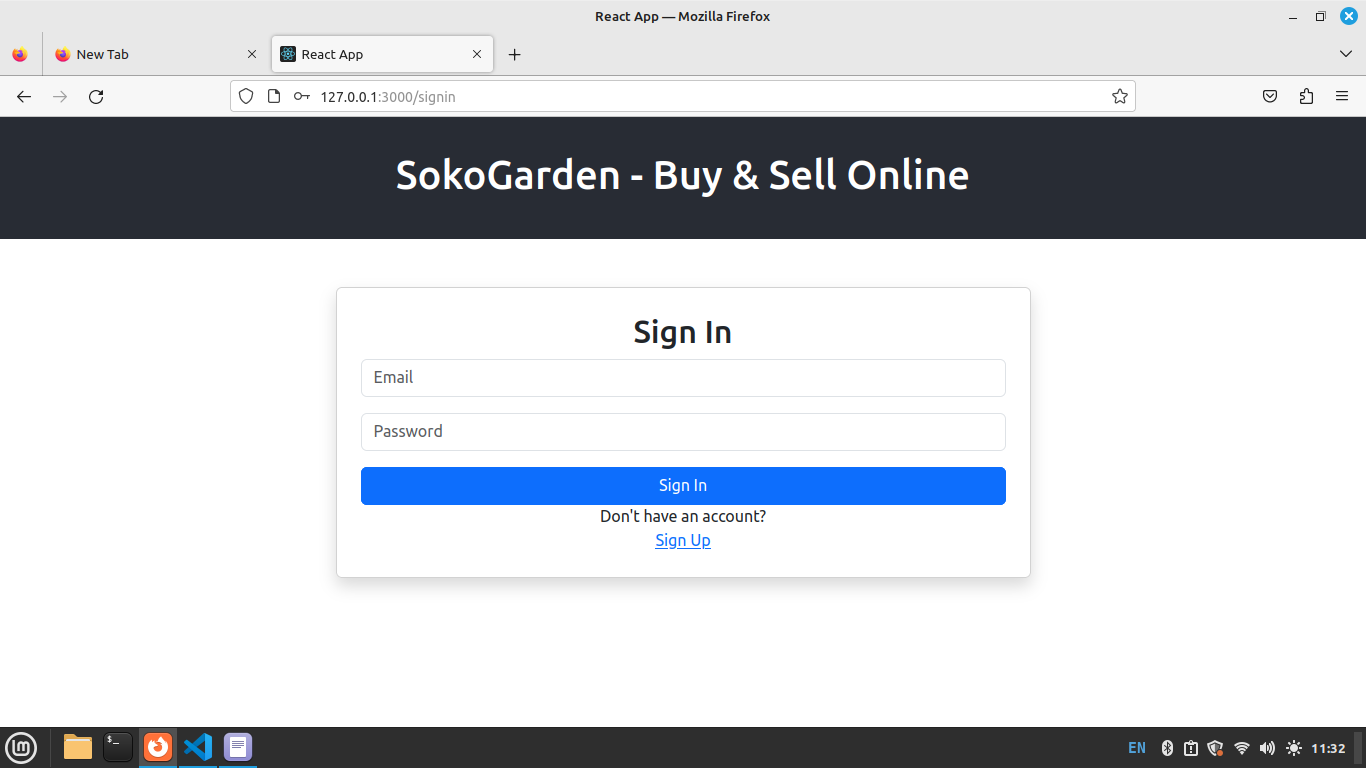 React App — Mozilla Firefox
New Tab
React App
127.0.0.1:3000/signin
SokoGarden - Buy & Sell Online
Sign In
Email
Password
Sign In
Don't have an account?
Sign Up
$_
lm
EN
11:32